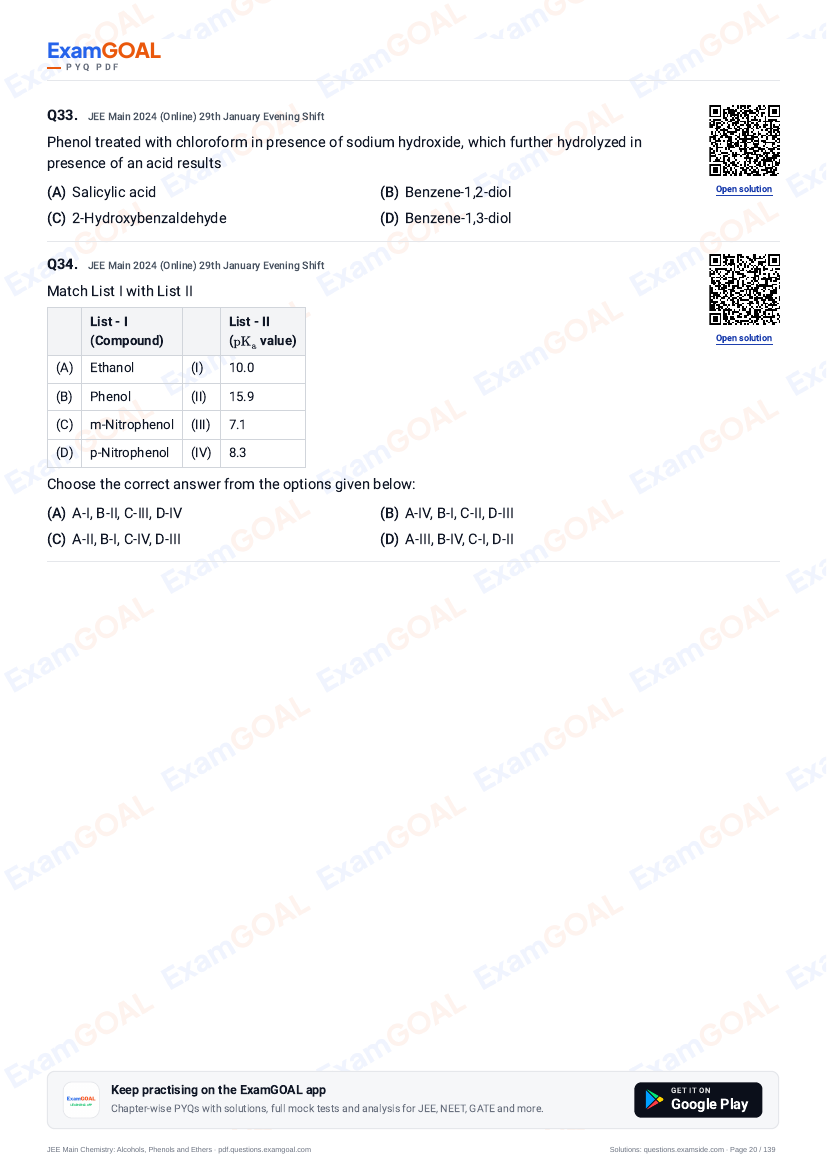 ExamGOAL
PYQ PDF
Q33. JEE Main 2024 (Online) 29th January Evening Shift
Phenol treated with chloroform in presence of sodium hydroxide, which further hydrolyzed in
presence of an acid results
(A) Salicylic acid (B) Benzene-1,2-diol
(C) 2-Hydroxybenzaldehyde (D) Benzene-1,3-diol
Open solution
Q34. JEE Main 2024 (Online) 29th January Evening Shift
Match List I with List II
List - I List - II
(Compound) (pKa value)
(A) Ethanol (I) 10.0
(B) Phenol (II) 15.9
(C) m-Nitrophenol (III) 7.1
(D) p-Nitrophenol (IV) 8.3
Open solution
Choose the correct answer from the options given below:
(A) A-I, B-II, C-III, D-IV (B) A-IV, B-I, C-II, D-III
(C) A-II, B-I, C-IV, D-III (D) A-III, B-IV, C-I, D-II
ExamGOAL
Keep practising on the ExamGOAL app
Chapter-wise PYQs with solutions, full mock tests and analysis for JEE, NEET, GATE and more.
GET IT ON
Google Play
JEE Main Chemistry: Alcohols, Phenols and Ethers · pdf.questions.examgoal.com Solutions: questions.examside.com · Page 20 / 139